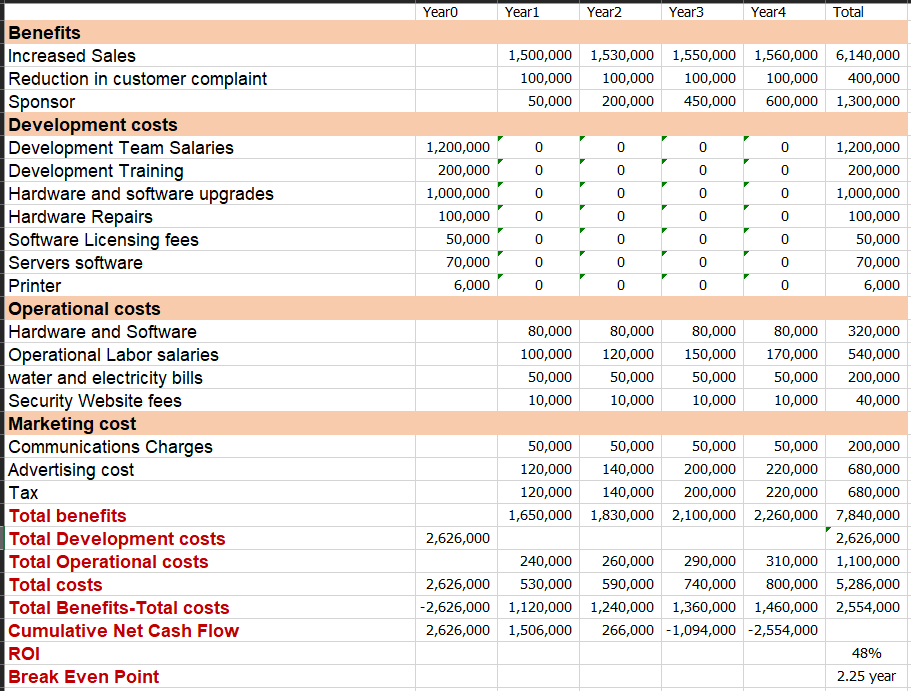 Year0 Year1 Year2 Year3 Year4 Total
Benefits
Increased Sales 1,500,000 1,530,000 1,550,000 1,560,000 6,140,000
Reduction in customer complaint 100,000 100,000 100,000 100,000 400,000
Sponsor 50,000 200,000 450,000 600,000 1,300,000
Development costs
Development Team Salaries 1,200,000 0 0 0 0 1,200,000
Development Training 200,000 0 0 0 0 200,000
Hardware and software upgrades 1,000,000 0 0 0 0 1,000,000
Hardware Repairs 100,000 0 0 0 0 100,000
Software Licensing fees 50,000 0 0 0 0 50,000
Servers software 70,000 0 0 0 0 70,000
Printer 6,000 0 0 0 0 6,000
Operational costs
Hardware and Software 80,000 80,000 80,000 80,000 320,000
Operational Labor salaries 100,000 120,000 150,000 170,000 540,000
water and electricity bills 50,000 50,000 50,000 50,000 200,000
Security Website fees 10,000 10,000 10,000 10,000 40,000
Marketing cost
Communications Charges 50,000 50,000 50,000 50,000 200,000
Advertising cost 120,000 140,000 200,000 220,000 680,000
Tax 120,000 140,000 200,000 220,000 680,000
Total benefits 1,650,000 1,830,000 2,100,000 2,260,000 7,840,000
Total Development costs 2,626,000 2,626,000
Total Operational costs 240,000 260,000 290,000 310,000 1,100,000
Total costs 2,626,000 530,000 590,000 740,000 800,000 5,286,000
Total Benefits-Total costs -2,626,000 1,120,000 1,240,000 1,360,000 1,460,000 2,554,000
Cumulative Net Cash Flow 2,626,000 1,506,000 266,000 -1,094,000 -2,554,000
ROI 48%
Break Even Point 2.25 year